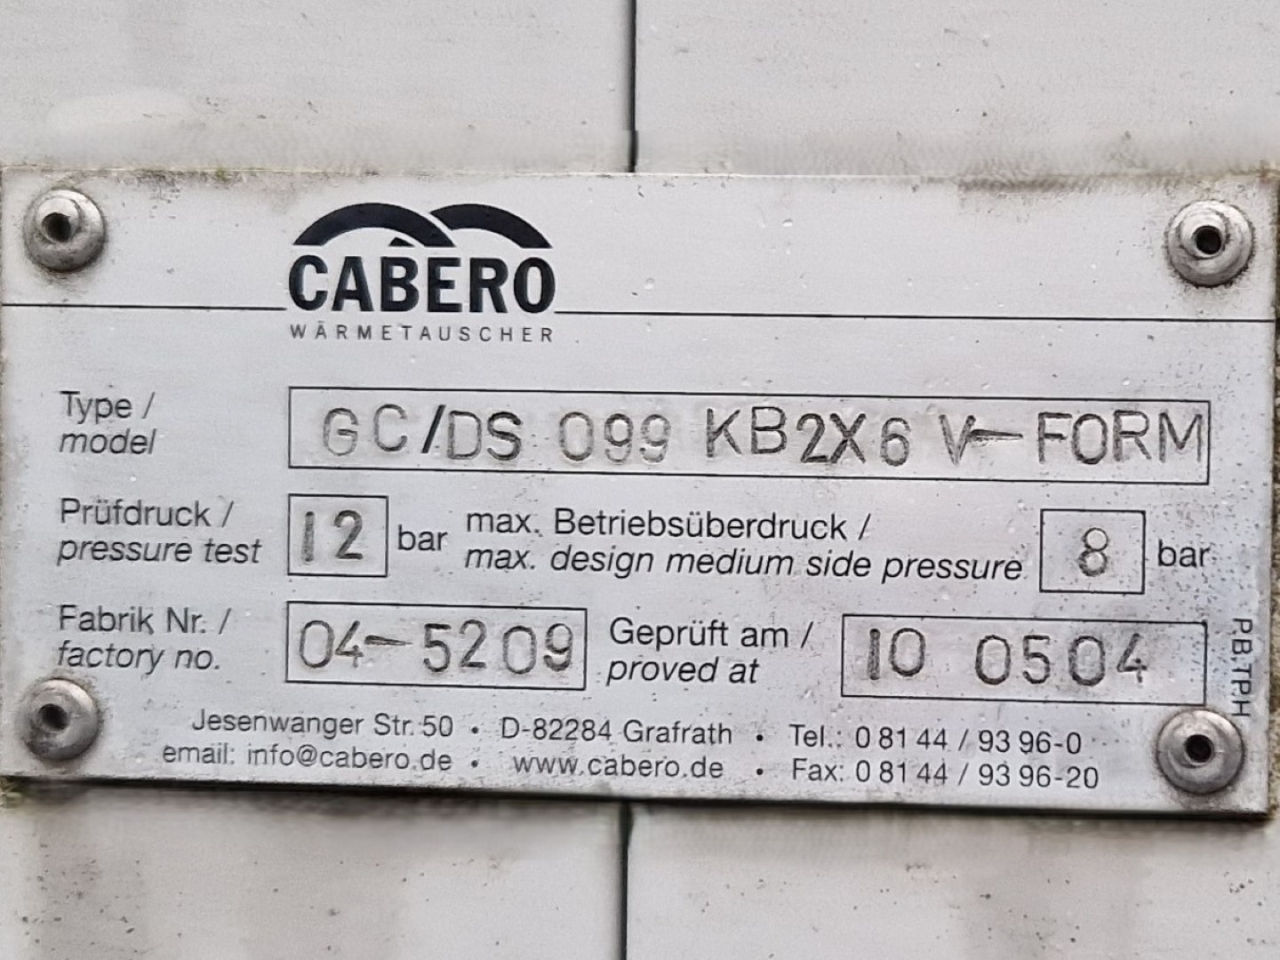 CABERO
WÄRMETAUSCHER
Type / GC/DS 099 KB2X6 V-FORM
model
Prüfdruck / 12 bar max. Betriebsüberdruck / 8 bar
pressure test max. design medium side pressure
Fabrik Nr. / 04-5209 Geprüft am / 10 0504
factory no. proved at
PB.TPH
Jesenwanger Str. 50 • D-82284 Grafrath • Tel.: 0 81 44 / 93 96-0
email: info@cabero.de • www.cabero.de • Fax: 0 81 44 / 93 96-20